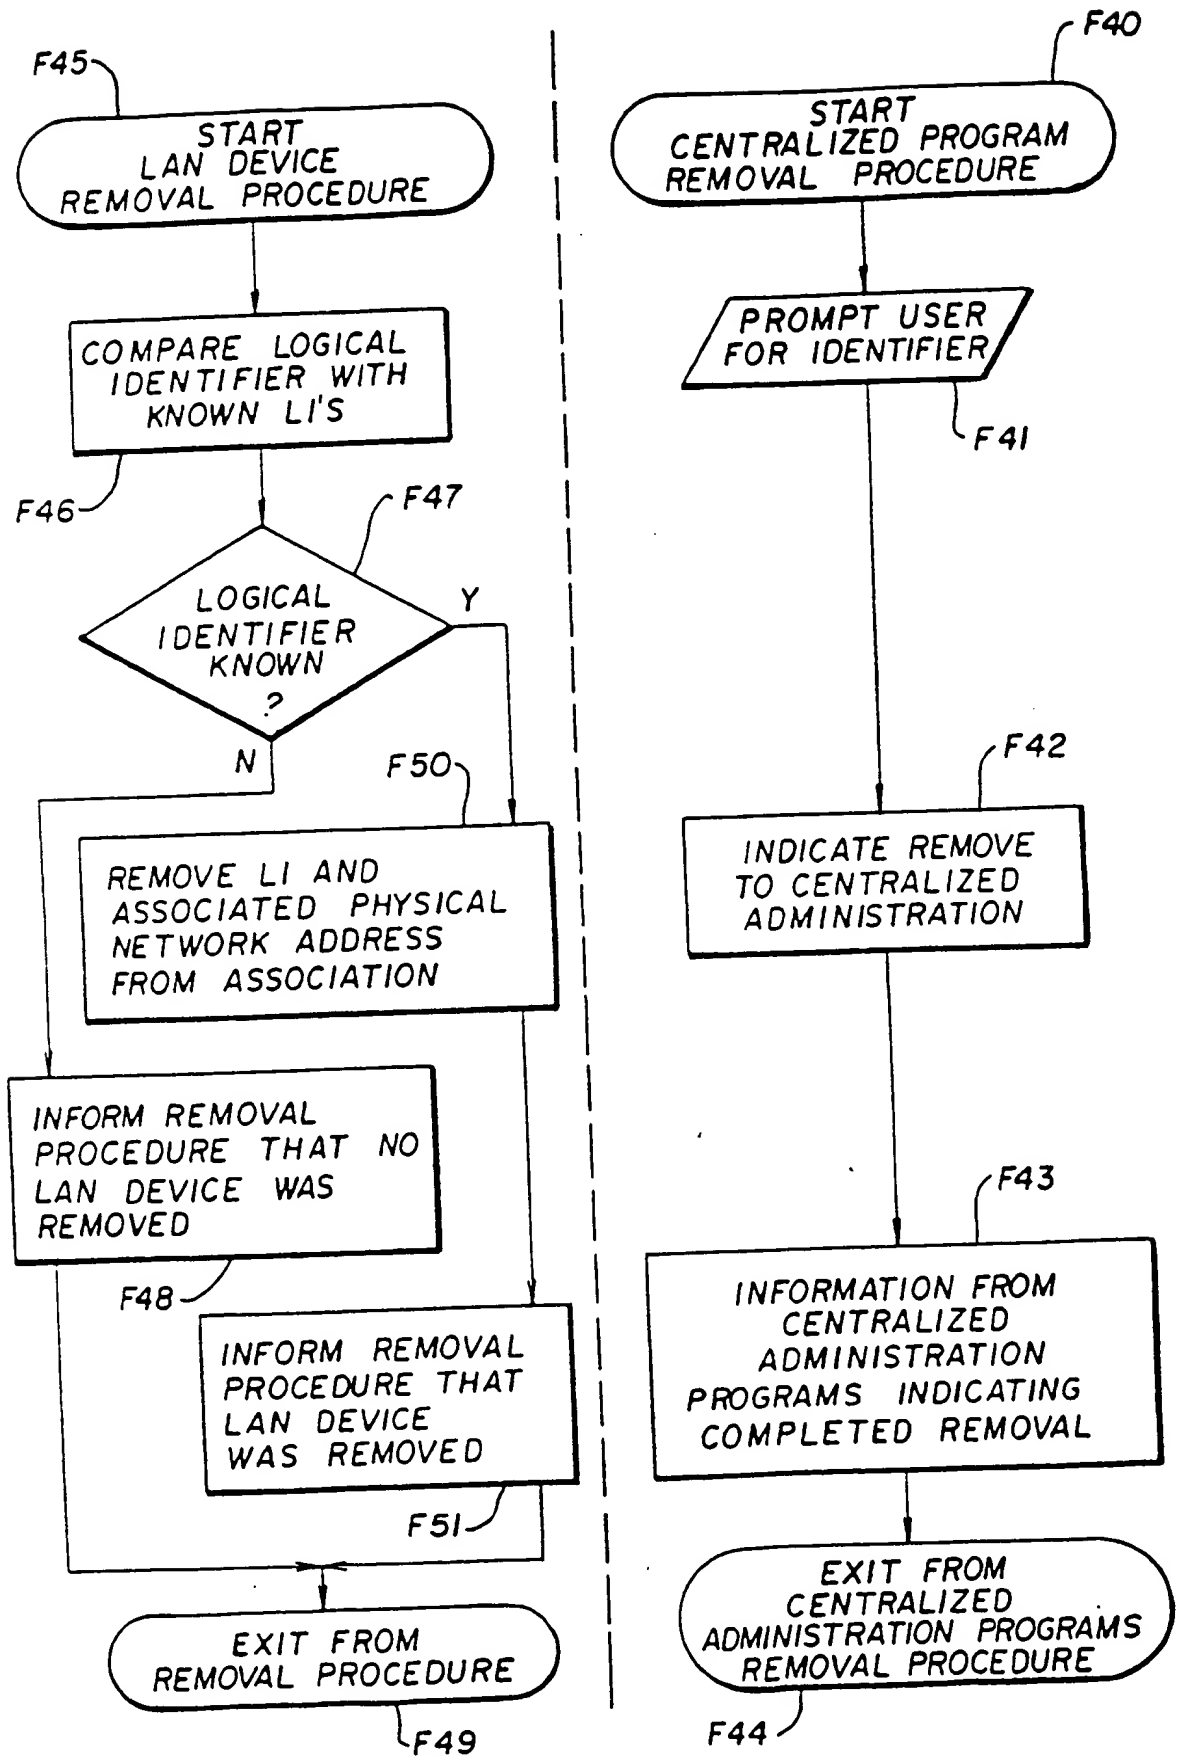 F45
START
LAN DEVICE
REMOVAL PROCEDURE
COMPARE LOGICAL
IDENTIFIER WITH
KNOWN LI'S
F46
F47
LOGICAL
IDENTIFIER
KNOWN
?
Y
N
F50
REMOVE LI AND
ASSOCIATED PHYSICAL
NETWORK ADDRESS
FROM ASSOCIATION
INFORM REMOVAL
PROCEDURE THAT NO
LAN DEVICE WAS
REMOVED
F48
INFORM REMOVAL
PROCEDURE THAT
LAN DEVICE
WAS REMOVED
F51
EXIT FROM
REMOVAL PROCEDURE
F49
F40
START
CENTRALIZED PROGRAM
REMOVAL PROCEDURE
PROMPT USER
FOR IDENTIFIER
F41
F42
INDICATE REMOVE
TO CENTRALIZED
ADMINISTRATION
F43
INFORMATION FROM
CENTRALIZED
ADMINISTRATION
PROGRAMS INDICATING
COMPLETED REMOVAL
EXIT FROM
CENTRALIZED
ADMINISTRATION PROGRAMS
REMOVAL PROCEDURE
F44